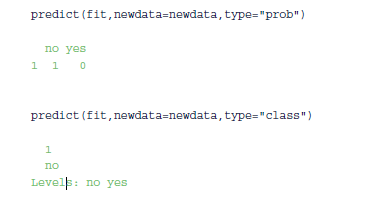 predict(fit,newdata=newdata,type="prob")
no yes
1 1 0
predict(fit,newdata=newdata,type="class")
1
no
Levels: no yes